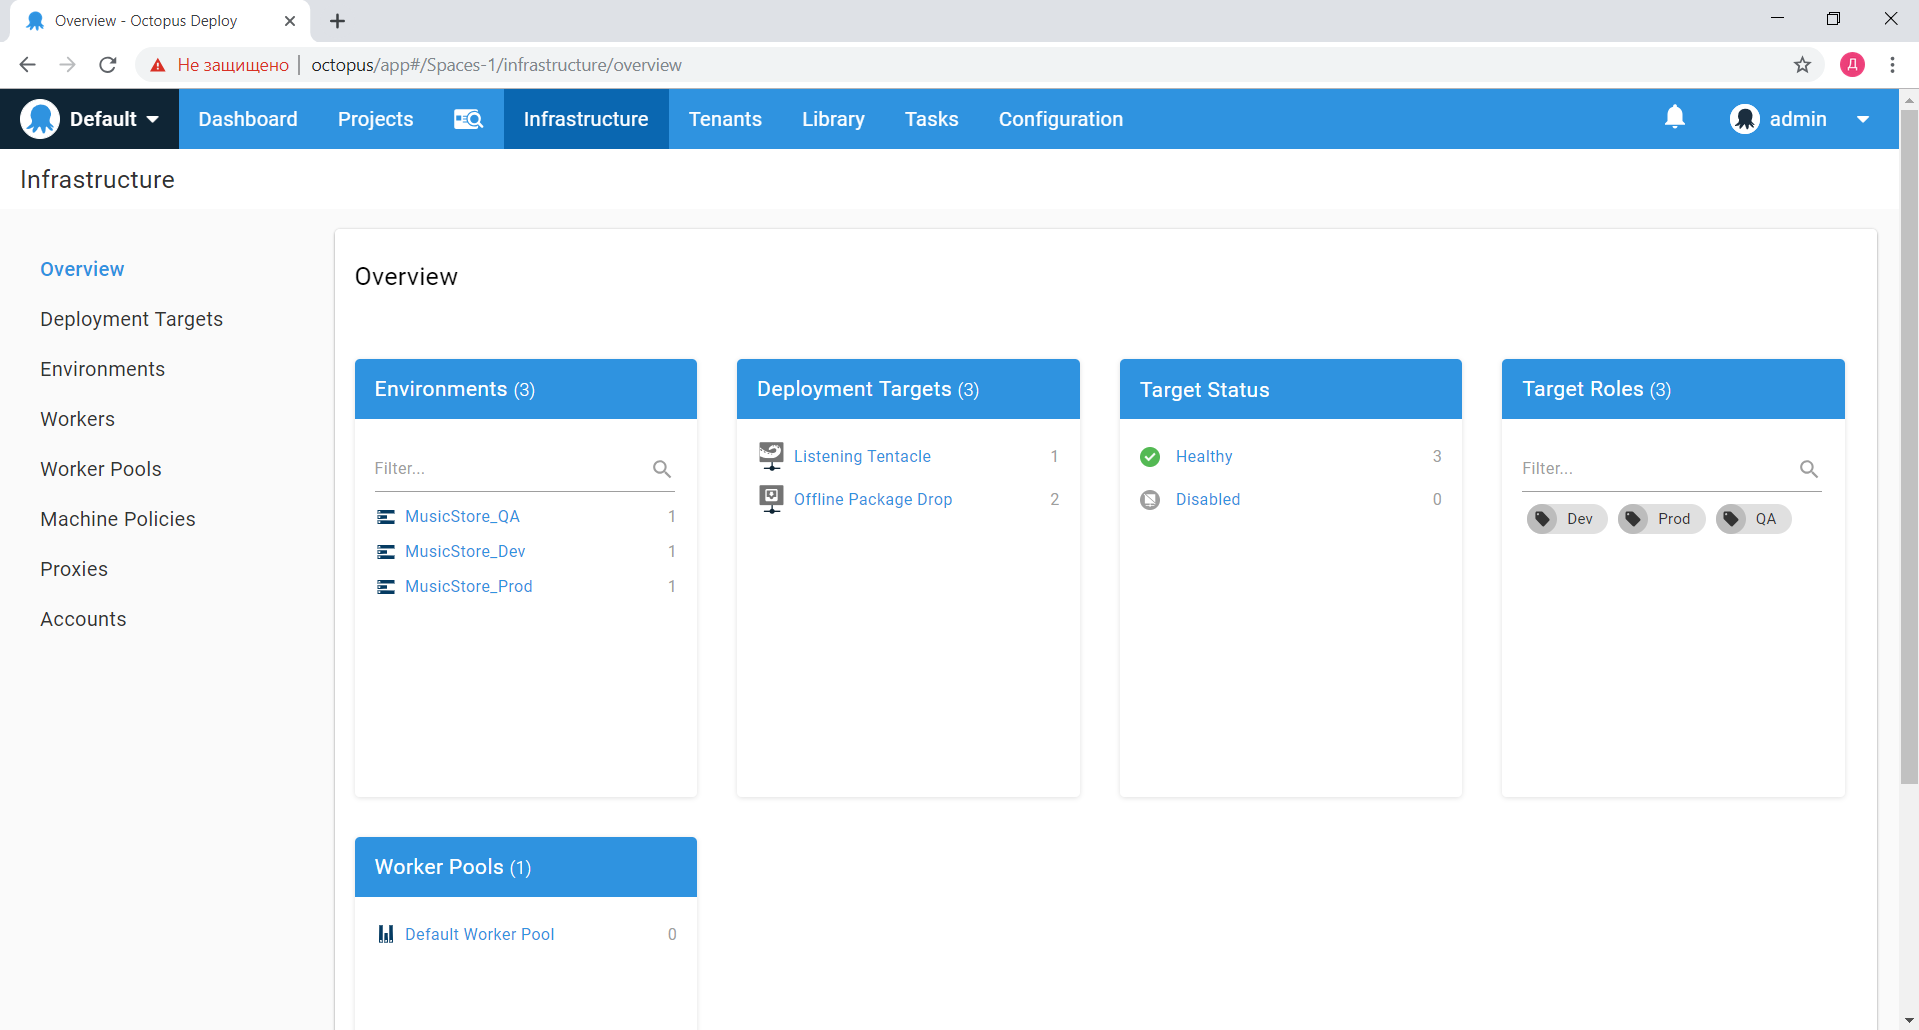 Overview - Octopus Deploy
Не защищено | octopus/app#/Spaces-1/infrastructure/overview
Д
Default Dashboard Projects Infrastructure Tenants Library Tasks Configuration admin
Infrastructure
Overview
Deployment Targets
Environments
Workers
Worker Pools
Machine Policies
Proxies
Accounts
Overview
Environments (3)
Filter...
MusicStore_QA 1
MusicStore_Dev 1
MusicStore_Prod 1
Deployment Targets (3)
Listening Tentacle 1
Offline Package Drop 2
Target Status
Healthy 3
Disabled 0
Target Roles (3)
Filter...
Dev Prod QA
Worker Pools (1)
Default Worker Pool 0